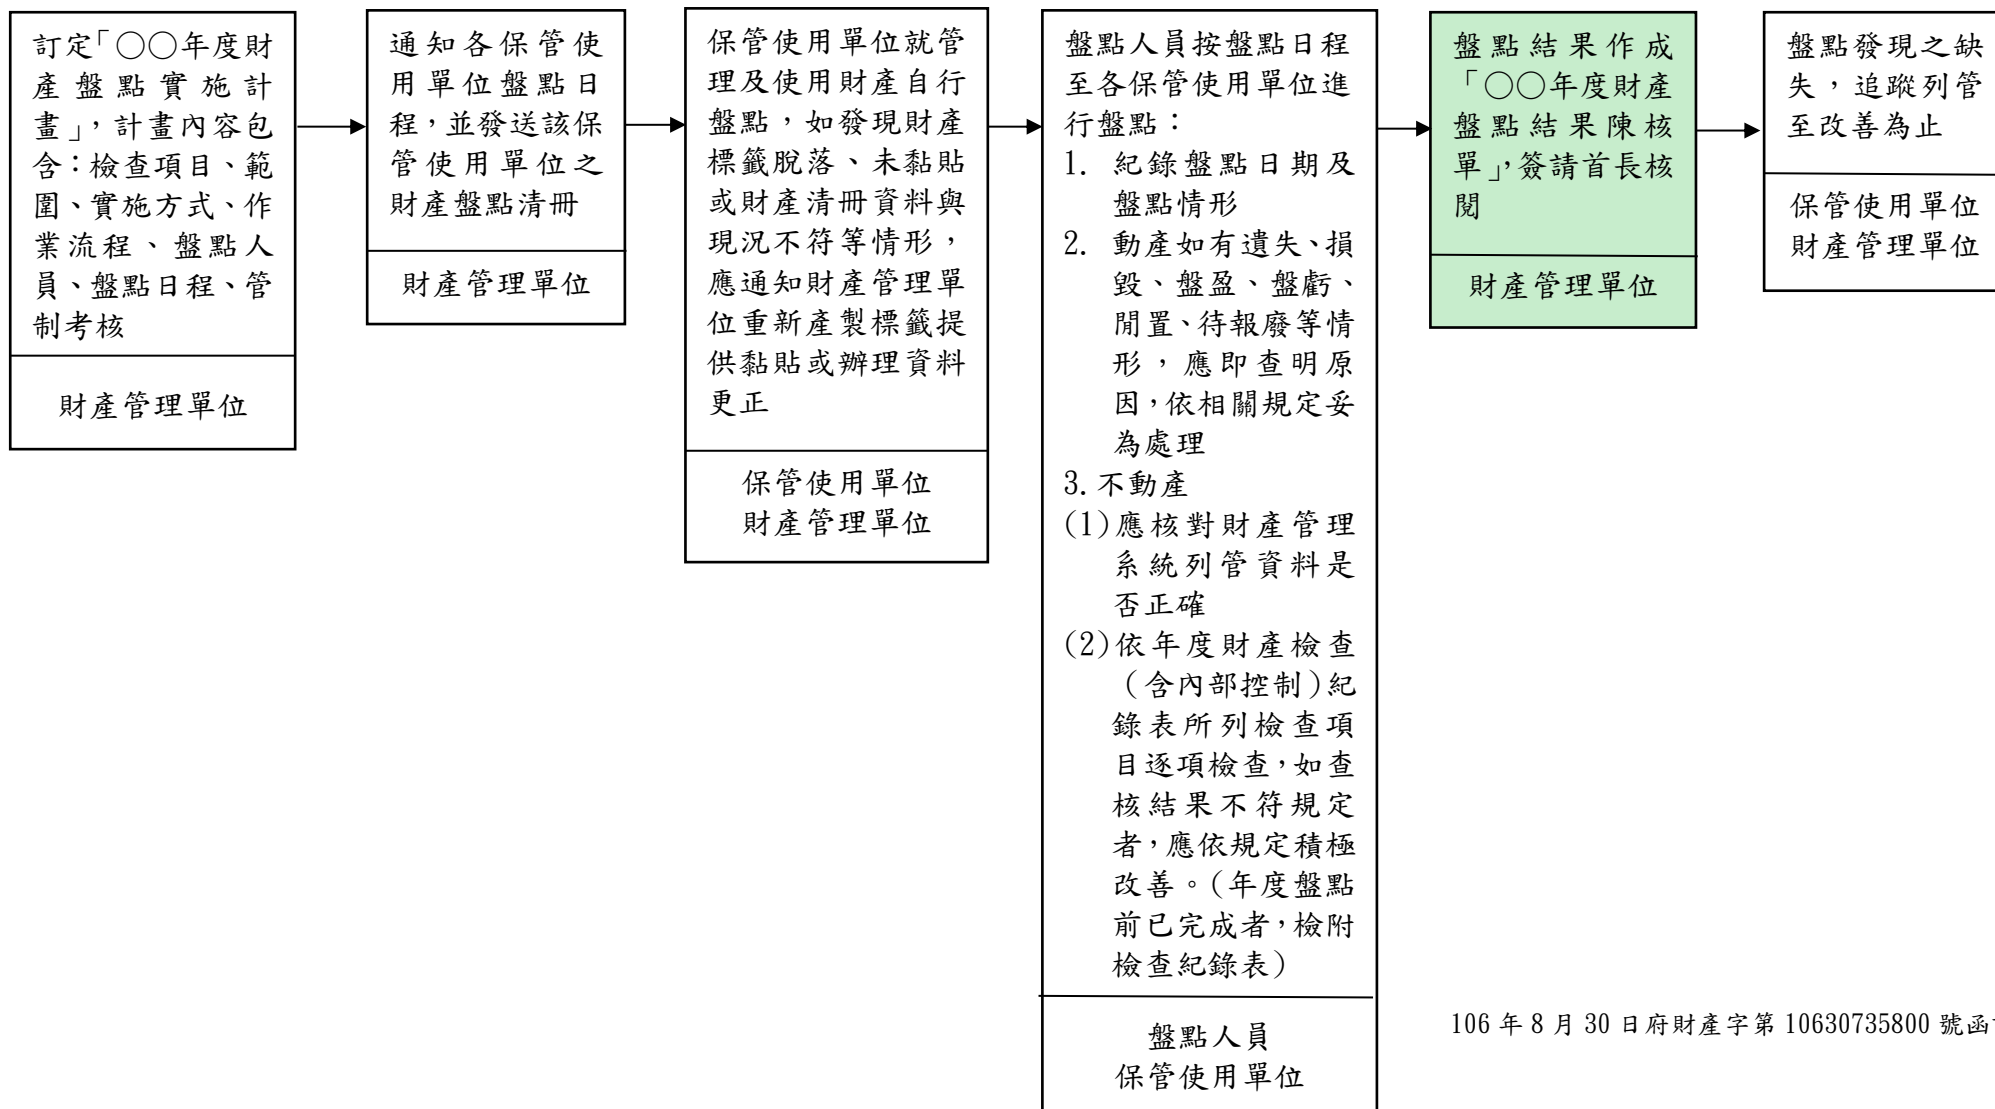 訂定「○○年度財
產盤點實施計
畫」，計畫內容包
含：檢查項目、範
圍、實施方式、作
業流程、盤點人
員、盤點日程、管
制考核
財產管理單位
通知各保管使
用單位盤點日
程，並發送該保
管使用單位之
財產盤點清冊
財產管理單位
保管使用單位就管
理及使用財產自行
盤點，如發現財產
標籤脫落、未黏貼
或財產清冊資料與
現況不符等情形，
應通知財產管理單
位重新產製標籤提
供黏貼或辦理資料
更正
保管使用單位
財產管理單位
盤點人員按盤點日程
至各保管使用單位進
行盤點：
1. 紀錄盤點日期及
盤點情形
2. 動產如有遺失、損
毀、盤盈、盤虧、
閒置、待報廢等情
形，應即查明原
因，依相關規定妥
為處理
3.不動產
(1)應核對財產管理
系統列管資料是
否正確
(2)依年度財產檢查
（含內部控制)紀
錄表所列檢查項
目逐項檢查，如查
核結果不符規定
者，應依規定積極
改善。(年度盤點
前已完成者，檢附
檢查紀錄表)
盤點人員
保管使用單位
盤點結果作成
「○○年度財產
盤點結果陳核
單」，簽請首長核
閱
財產管理單位
盤點發現之缺
失，追蹤列管
至改善為止
保管使用單位
財產管理單位
106 年 8 月 30 日府財產字第 10630735800 號函